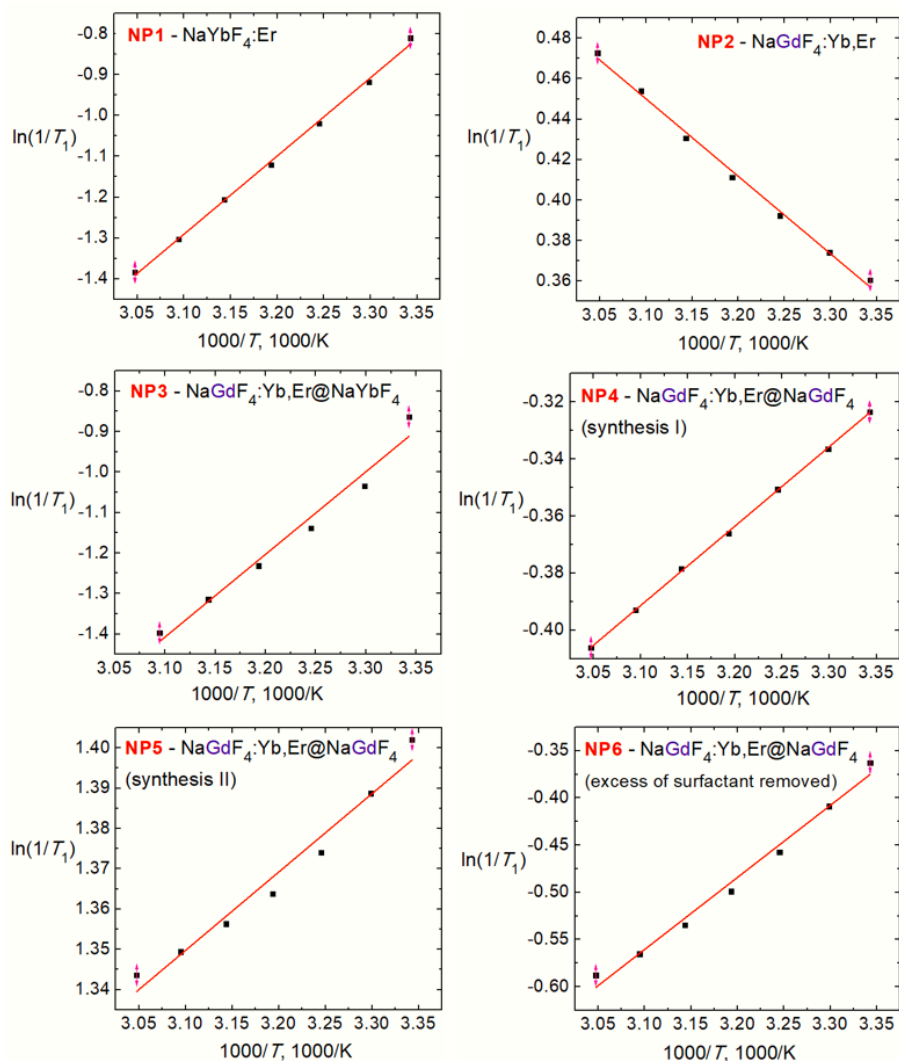 NP1 - NaYbF4:Er
-0.8
-0.9
-1.0
ln(1/T1)
-1.1
-1.2
-1.3
-1.4
3.05 3.10 3.15 3.20 3.25 3.30 3.35
1000/T, 1000/K
NP2 - NaGdF4:Yb,Er
0.48
0.46
ln(1/T1)
0.44
0.42
0.40
0.38
0.36
3.05 3.10 3.15 3.20 3.25 3.30 3.35
1000/T, 1000/K
NP3 - NaGdF4:Yb,Er@NaYbF4
-0.8
-0.9
-1.0
ln(1/T1)
-1.1
-1.2
-1.3
-1.4
3.05 3.10 3.15 3.20 3.25 3.30 3.35
1000/T, 1000/K
NP4 - NaGdF4:Yb,Er@NaGdF4
(synthesis I)
-0.32
-0.34
ln(1/T1)
-0.36
-0.38
-0.40
3.05 3.10 3.15 3.20 3.25 3.30 3.35
1000/T, 1000/K
NP5 - NaGdF4:Yb,Er@NaGdF4
(synthesis II)
1.40
1.39
1.38
ln(1/T1)
1.37
1.36
1.35
1.34
3.05 3.10 3.15 3.20 3.25 3.30 3.35
1000/T, 1000/K
NP6 - NaGdF4:Yb,Er@NaGdF4
(excess of surfactant removed)
-0.35
-0.40
ln(1/T1)
-0.45
-0.50
-0.55
-0.60
3.05 3.10 3.15 3.20 3.25 3.30 3.35
1000/T, 1000/K